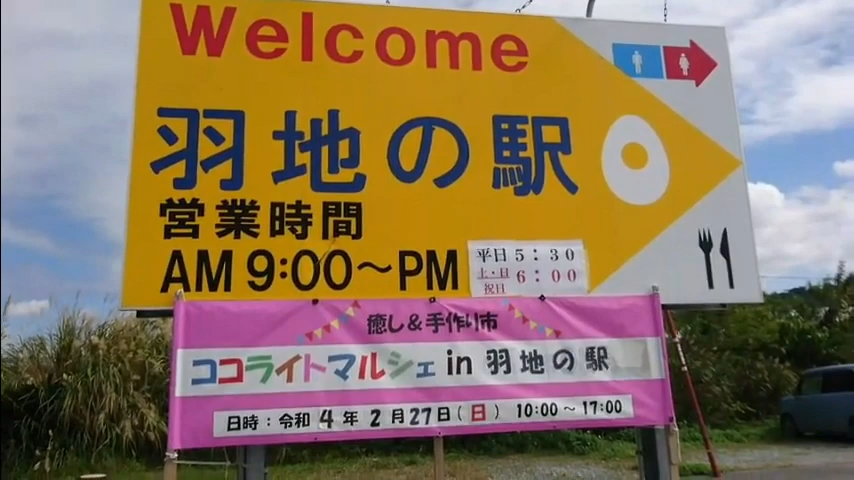 Welcome
羽地の駅
営業時間
AM 9:00～PM
平日 5:30
土・日
祝日 6:00
癒し&手作り市
ココライトマルシェ in 羽地の駅
日時:令和 4 年 2 月 27 日(日) 10:00 ～ 17:00